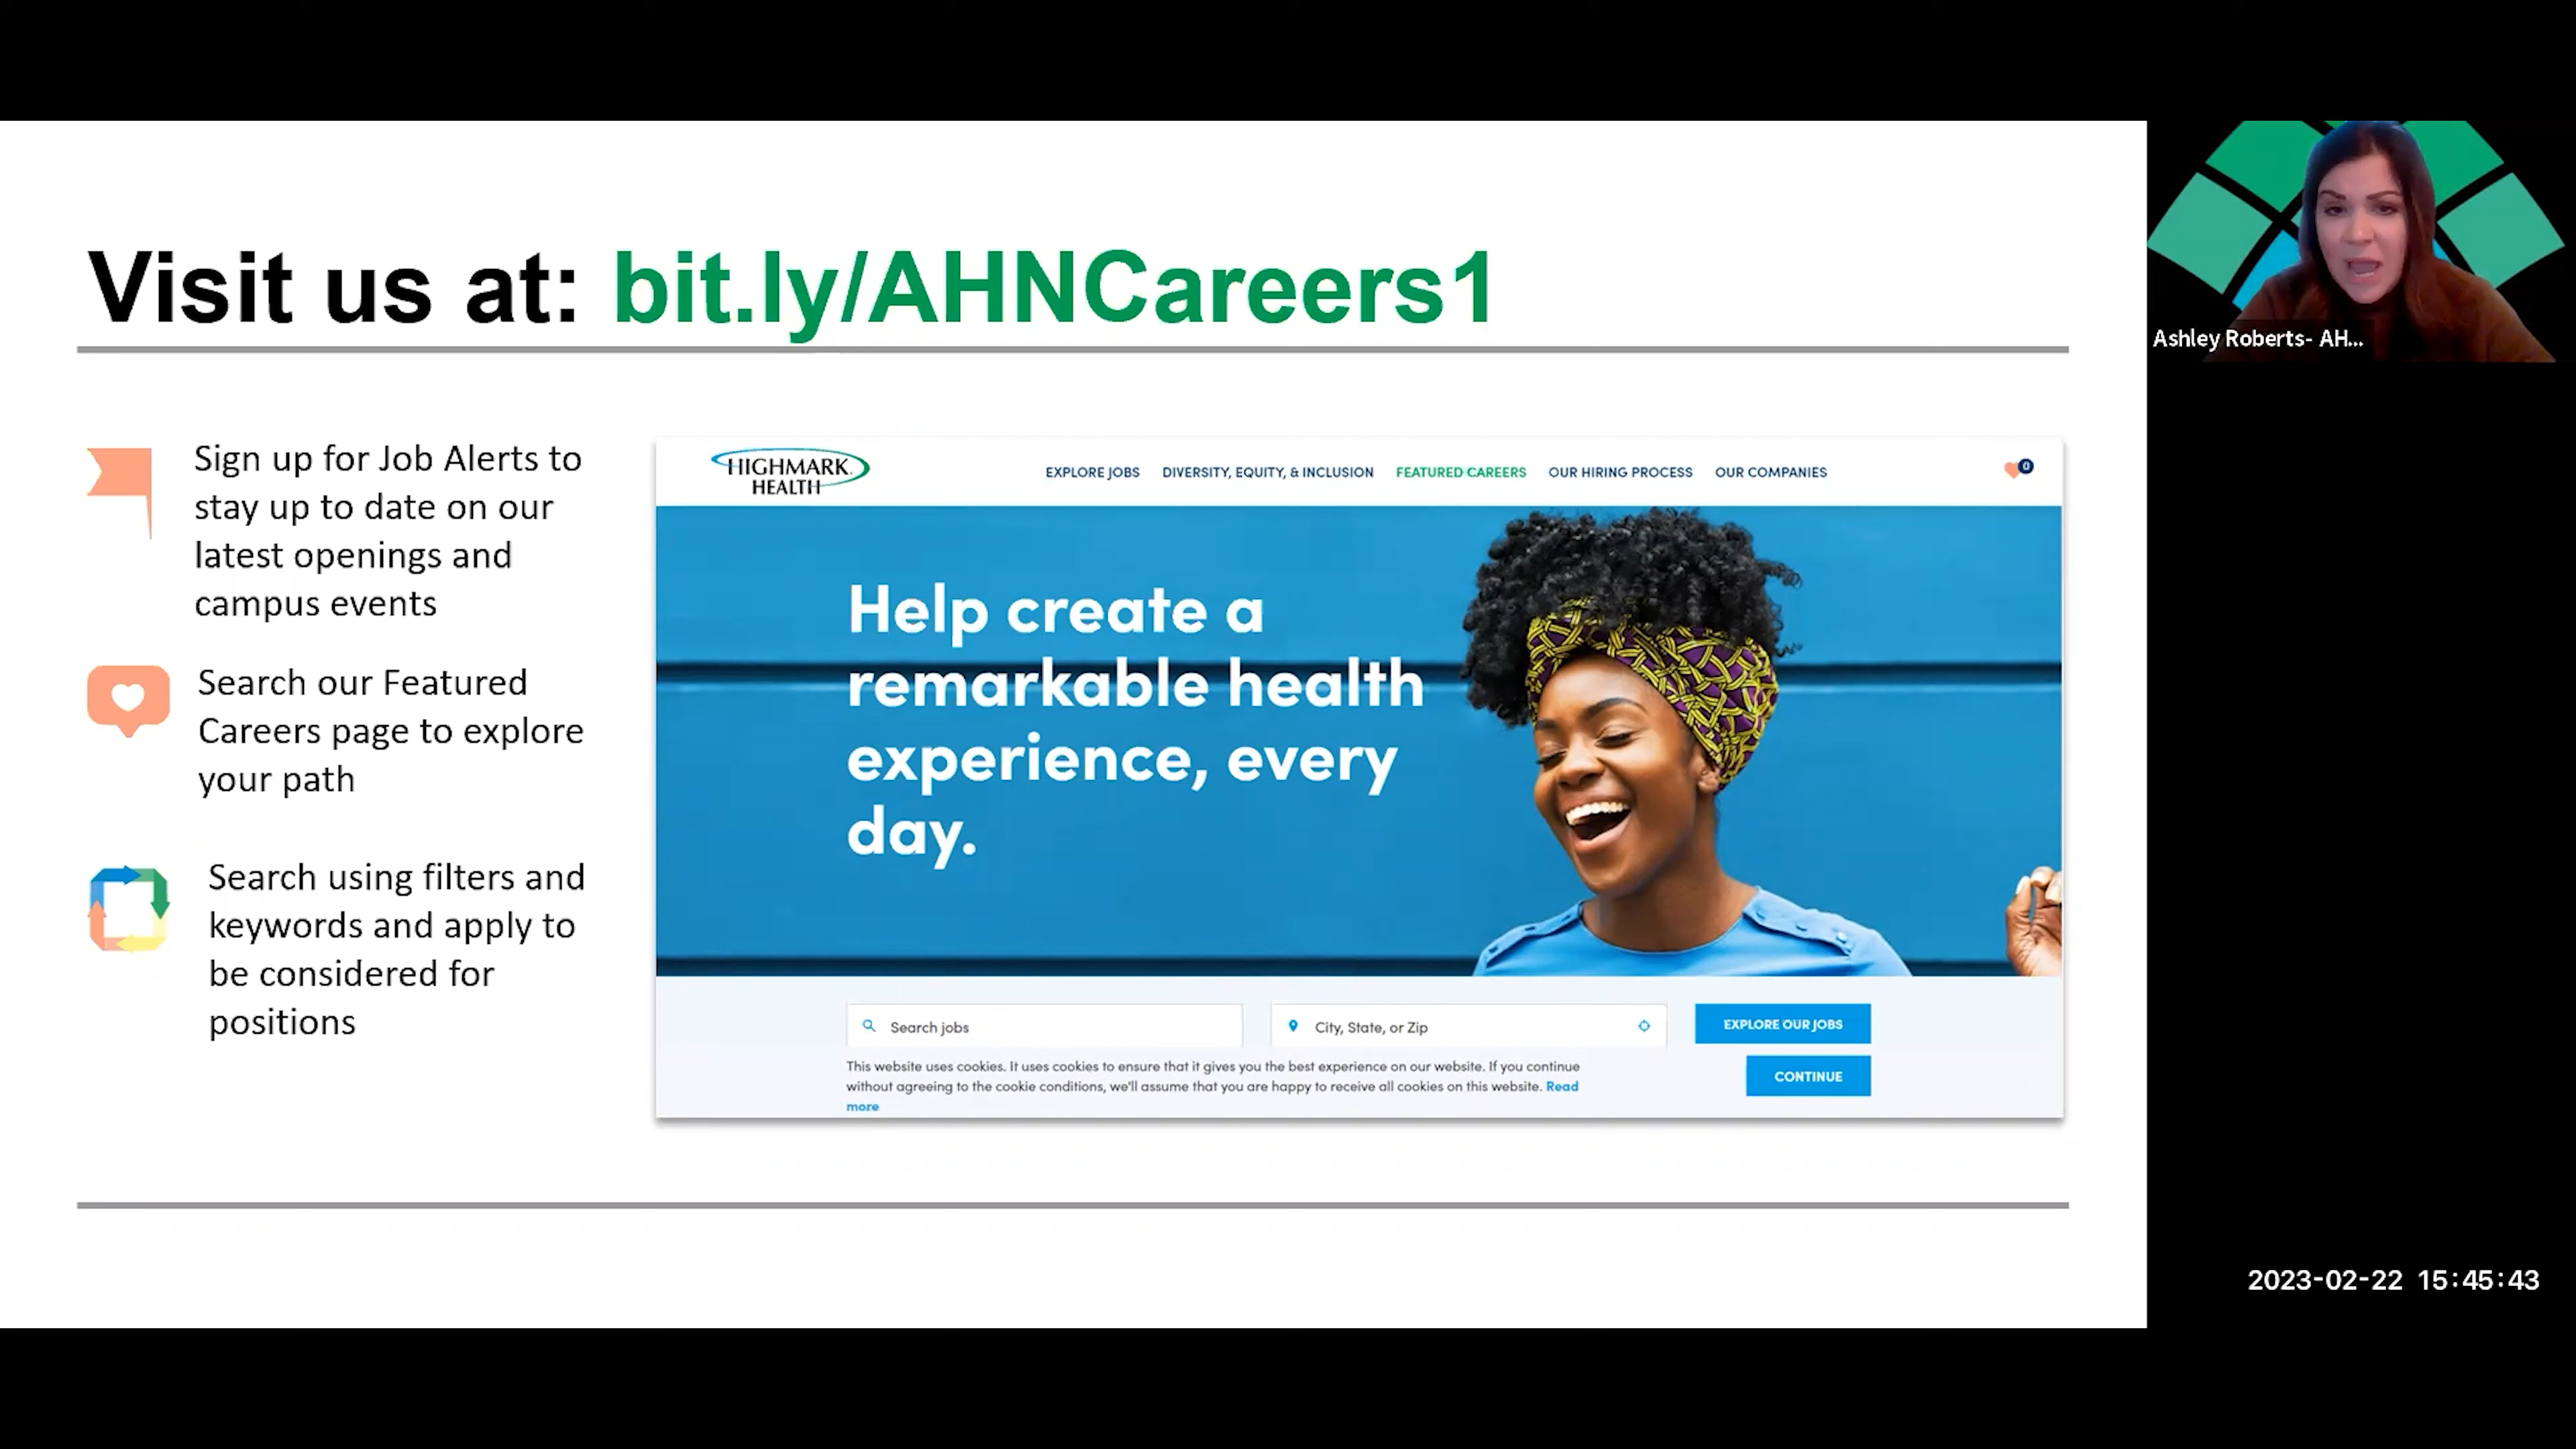 Visit us at: bit.ly/AHNCareers1
Sign up for Job Alerts to
stay up to date on our
latest openings and
campus events
Search our Featured
Careers page to explore
your path
Search using filters and
keywords and apply to
be considered for
positions
HIGHMARK.
HEALTH
EXPLORE JOBS DIVERSITY, EQUITY, & INCLUSION FEATURED CAREERS OUR HIRING PROCESS OUR COMPANIES 0
Help create a
remarkable health
experience, every
day.
Search jobs City, State, or Zip EXPLORE OUR JOBS
This website uses cookies. It uses cookies to ensure that it gives you the best experience on our website. If you continue
without agreeing to the cookie conditions, we'll assume that you are happy to receive all cookies on this website. Read
more
CONTINUE
Ashley Roberts- AH...
2023-02-22 15:45:43